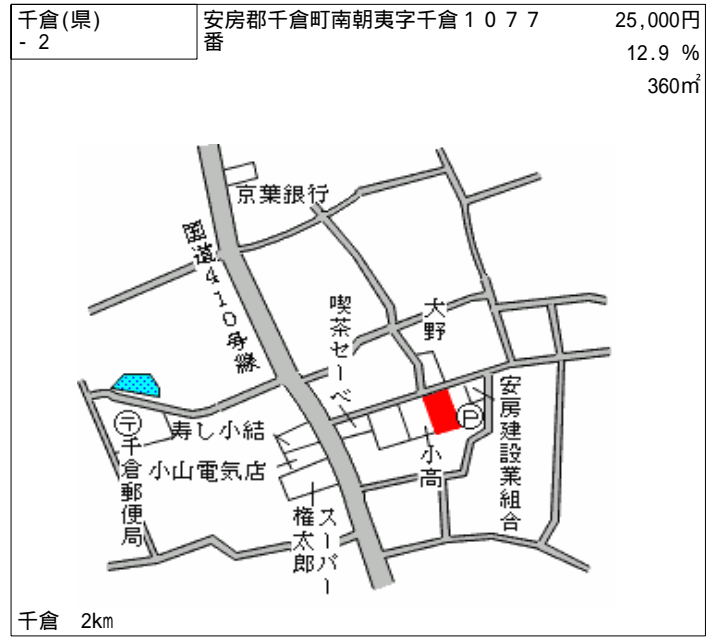 千倉(県)
- 2
安房郡千倉町南朝夷字千倉１０７７
番
25,000円
12.9 %
360㎡
京葉銀行
国道410号線
喫茶セーベ
大野
安房建設業組合
〒
千倉郵便局
寿し小結
小山電気店
小高
P
スーパー
権太郎
千倉 2km